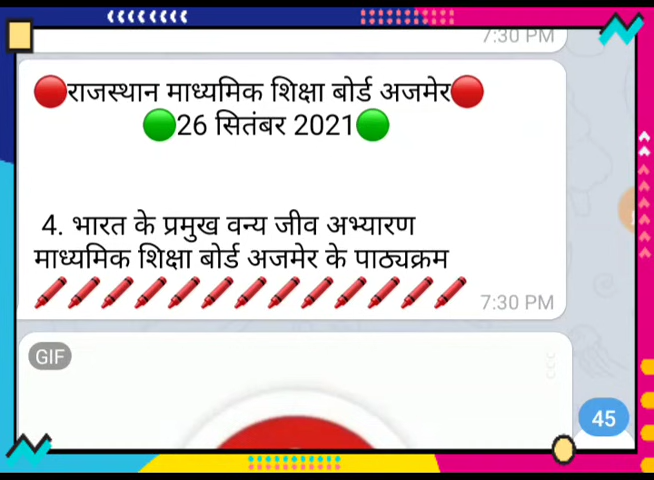 7:30 PM
🔴राजस्थान माध्यमिक शिक्षा बोर्ड अजमेर🔴
🟢26 सितंबर 2021🟢
4. भारत के प्रमुख वन्य जीव अभ्यारण
माध्यमिक शिक्षा बोर्ड अजमेर के पाठ्यक्रम
🖍🖍🖍🖍🖍🖍🖍🖍🖍🖍🖍🖍🖍 7:30 PM
GIF
45